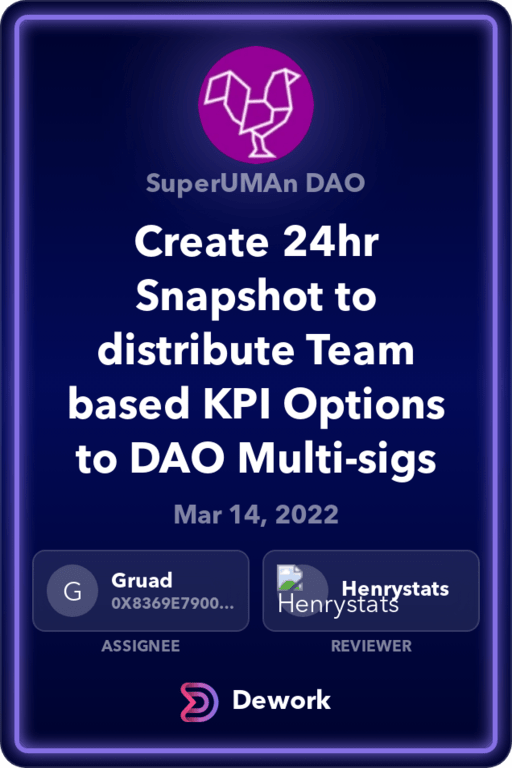 SuperUMAn DAO
Create 24hr
Snapshot to
distribute Team
based KPI Options
to DAO Multi-sigs
Mar 14, 2022
G
Gruad
0X8369E7900...
Henrystats
Henrystats
ASSIGNEE
REVIEWER
Dework